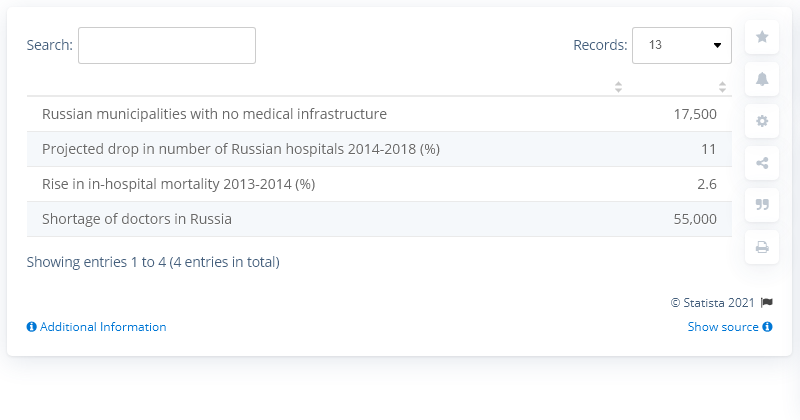 Search:
Records: 13
Russian municipalities with no medical infrastructure 17,500
Projected drop in number of Russian hospitals 2014-2018 (%) 11
Rise in in-hospital mortality 2013-2014 (%) 2.6
Shortage of doctors in Russia 55,000
Showing entries 1 to 4 (4 entries in total)
© Statista 2021
Additional Information
Show source